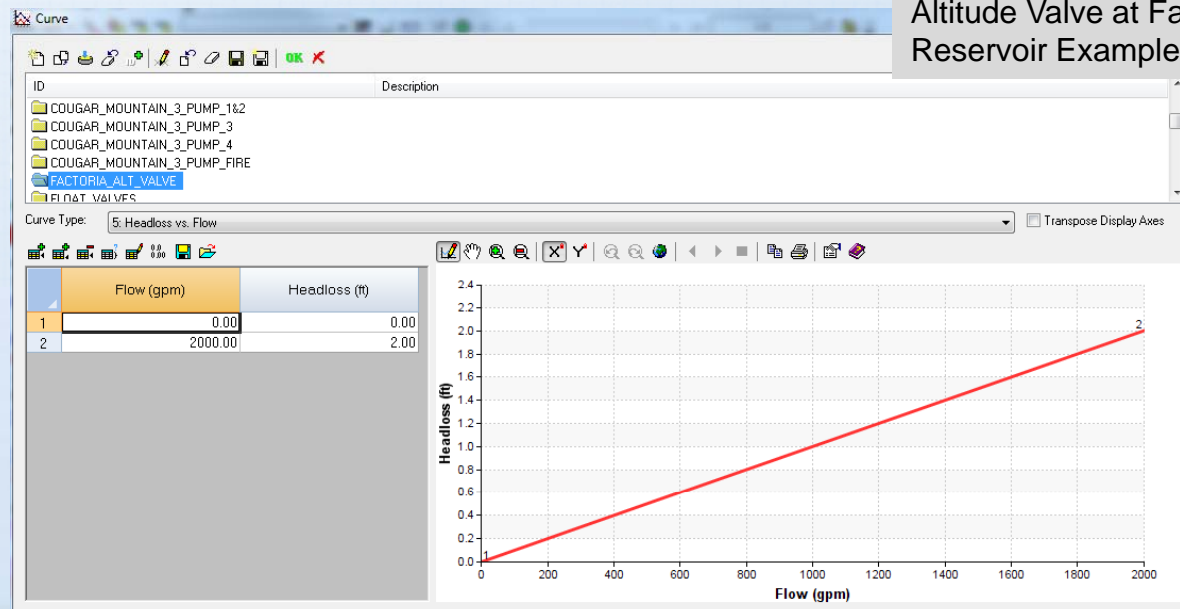 Curve
Altitude Valve at Fa
Reservoir Example
OK
ID Description
COUGAR_MOUNTAIN_3_PUMP_1&2
COUGAR_MOUNTAIN_3_PUMP_3
COUGAR_MOUNTAIN_3_PUMP_4
COUGAR_MOUNTAIN_3_PUMP_FIRE
FACTORIA_ALT_VALVE
FLOAT_VALVES
Curve Type: 5: Headloss vs. Flow Transpose Display Axes
X Y
Flow (gpm) Headloss (ft)
1 0.00 0.00
2 2000.00 2.00
2.4
2.2
2.0
1.8
1.6
1.4
1.2
1.0
0.8
0.6
0.4
0.2
0.0
Headloss (ft)
1
2
0 200 400 600 800 1000 1200 1400 1600 1800 2000
Flow (gpm)